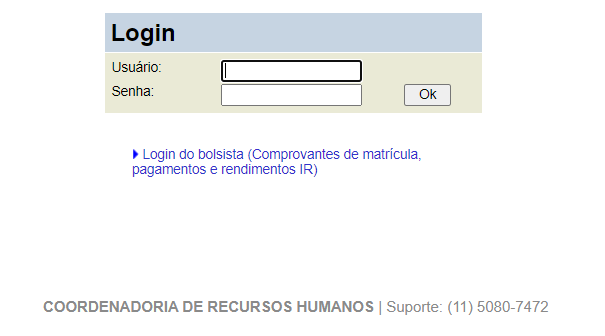 Login
Usuário:
Senha:
Ok
Login do bolsista (Comprovantes de matrícula,
pagamentos e rendimentos IR)
COORDENADORIA DE RECURSOS HUMANOS | Suporte: (11) 5080-7472